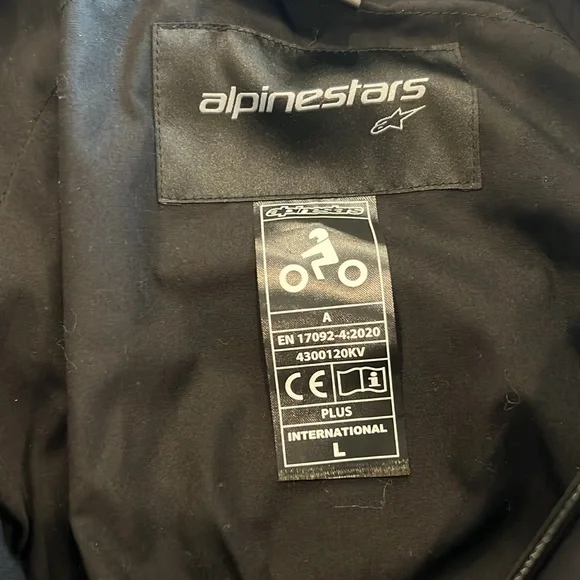 alpinestars
alpinestars
A
EN 17092-4:2020
4300120KV
CE i
PLUS
INTERNATIONAL
L